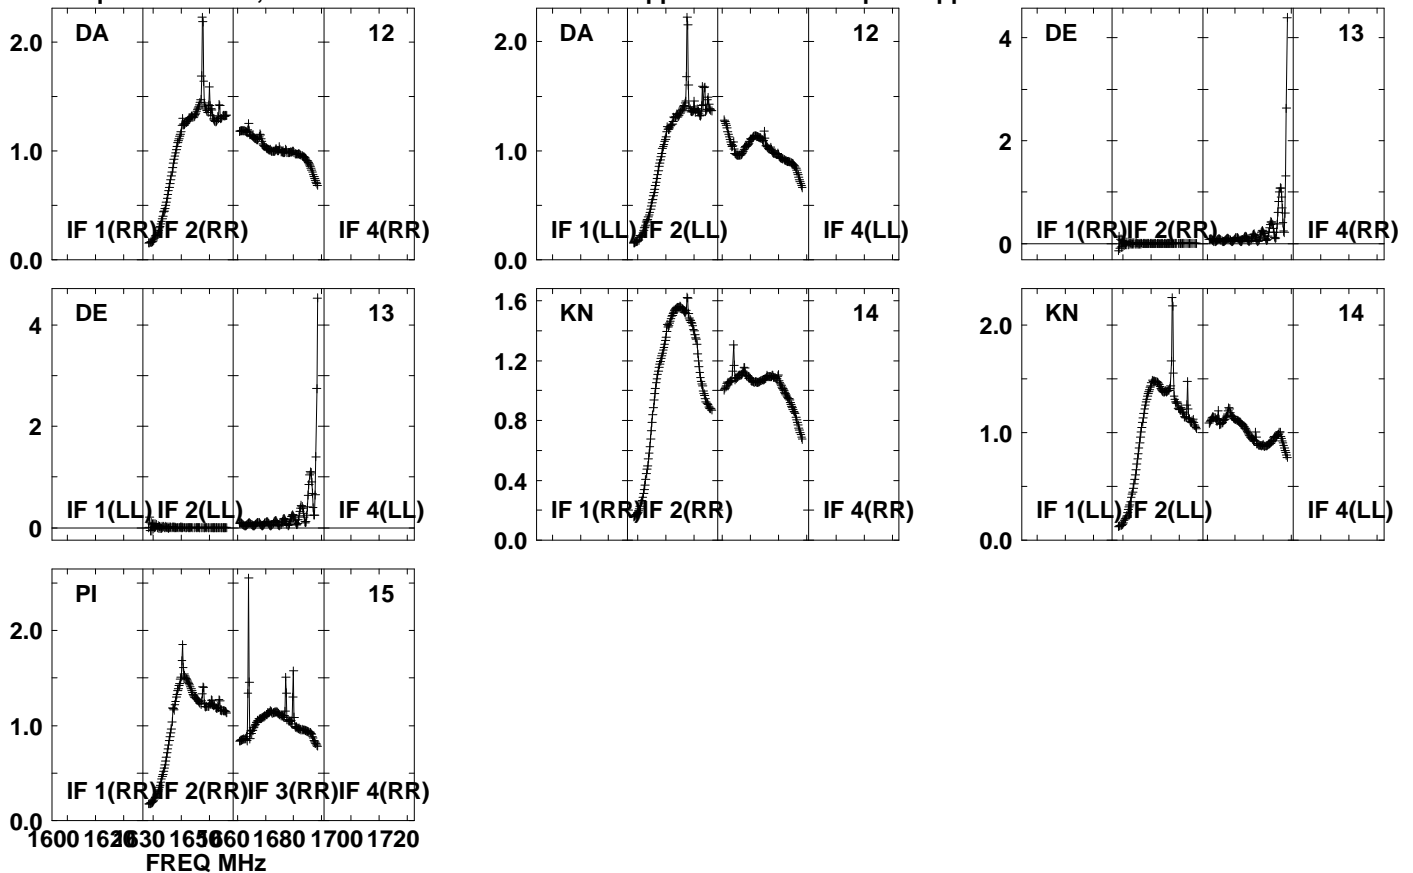 DA 12
2.0
1.0
0.0
IF 1(RR) IF 2(RR) IF 4(RR)
DA 12
2.0
1.0
0.0
IF 1(LL) IF 2(LL) IF 4(LL)
DE 13
4
2
0
IF 1(RR) IF 2(RR) IF 4(RR)
DE 13
4
2
0
IF 1(LL) IF 2(LL) IF 4(LL)
KN 14
1.6
1.2
0.8
0.4
0.0
IF 1(RR) IF 2(RR) IF 4(RR)
KN 14
2.0
1.0
0.0
IF 1(LL) IF 2(LL) IF 4(LL)
PI 15
2.0
1.0
0.0
IF 1(RR) IF 2(RR) IF 3(RR) IF 4(RR)
1600 1680 1700 1720
FREQ MHz